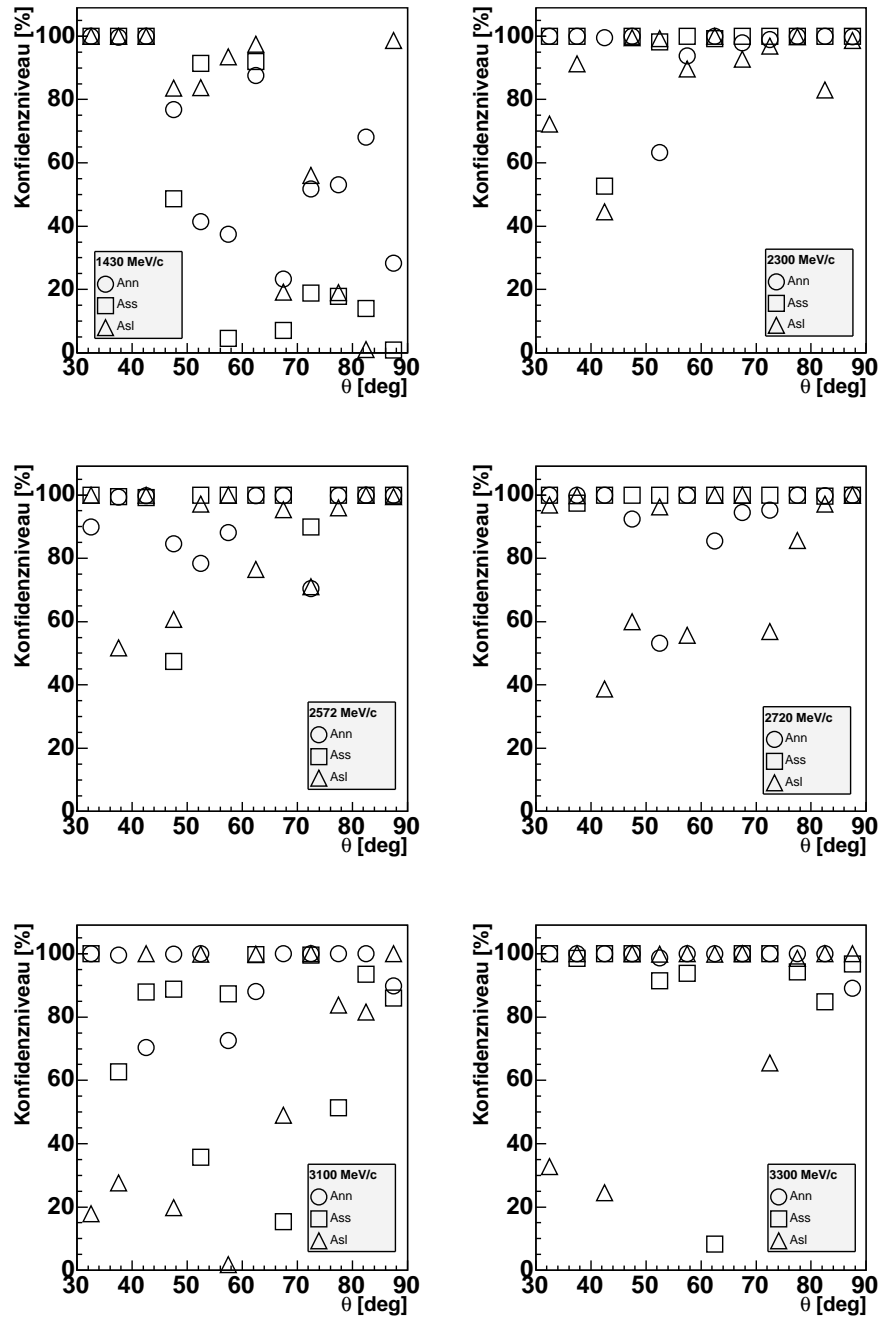 Konfidenzniveau [%]
100
80
60
40
20
0
1430 MeV/c
Ann
Ass
Asl
30 40 50 60 70 80 90
θ [deg]
Konfidenzniveau [%]
100
80
60
40
20
0
2300 MeV/c
Ann
Ass
Asl
30 40 50 60 70 80 90
θ [deg]
Konfidenzniveau [%]
100
80
60
40
20
0
2572 MeV/c
Ann
Ass
Asl
30 40 50 60 70 80 90
θ [deg]
Konfidenzniveau [%]
100
80
60
40
20
0
2720 MeV/c
Ann
Ass
Asl
30 40 50 60 70 80 90
θ [deg]
Konfidenzniveau [%]
100
80
60
40
20
0
3100 MeV/c
Ann
Ass
Asl
30 40 50 60 70 80 90
θ [deg]
Konfidenzniveau [%]
100
80
60
40
20
0
3300 MeV/c
Ann
Ass
Asl
30 40 50 60 70 80 90
θ [deg]